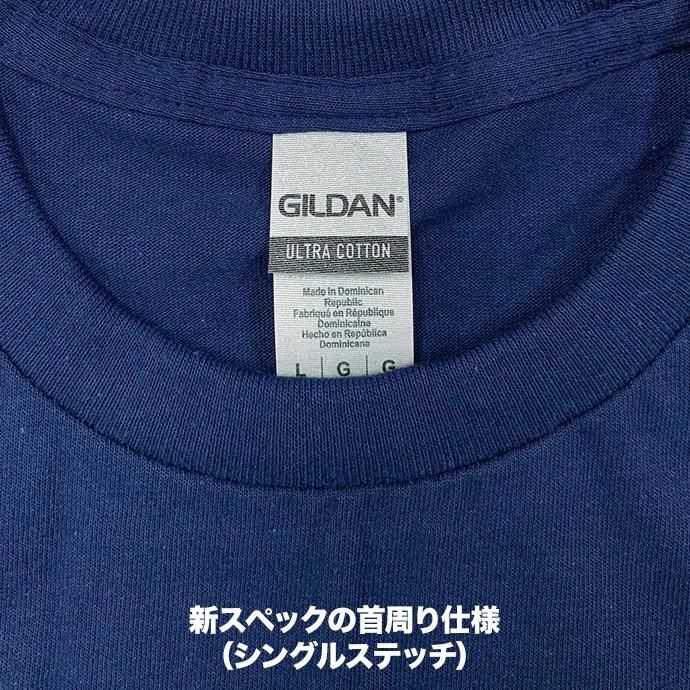 GILDAN®
ULTRA COTTON
Made in Dominican
Republic
Fabriqué en République
Dominicaine
Hecho en República
Dominicana
L | G | G
新スペックの首周り仕様
(シングルステッチ)